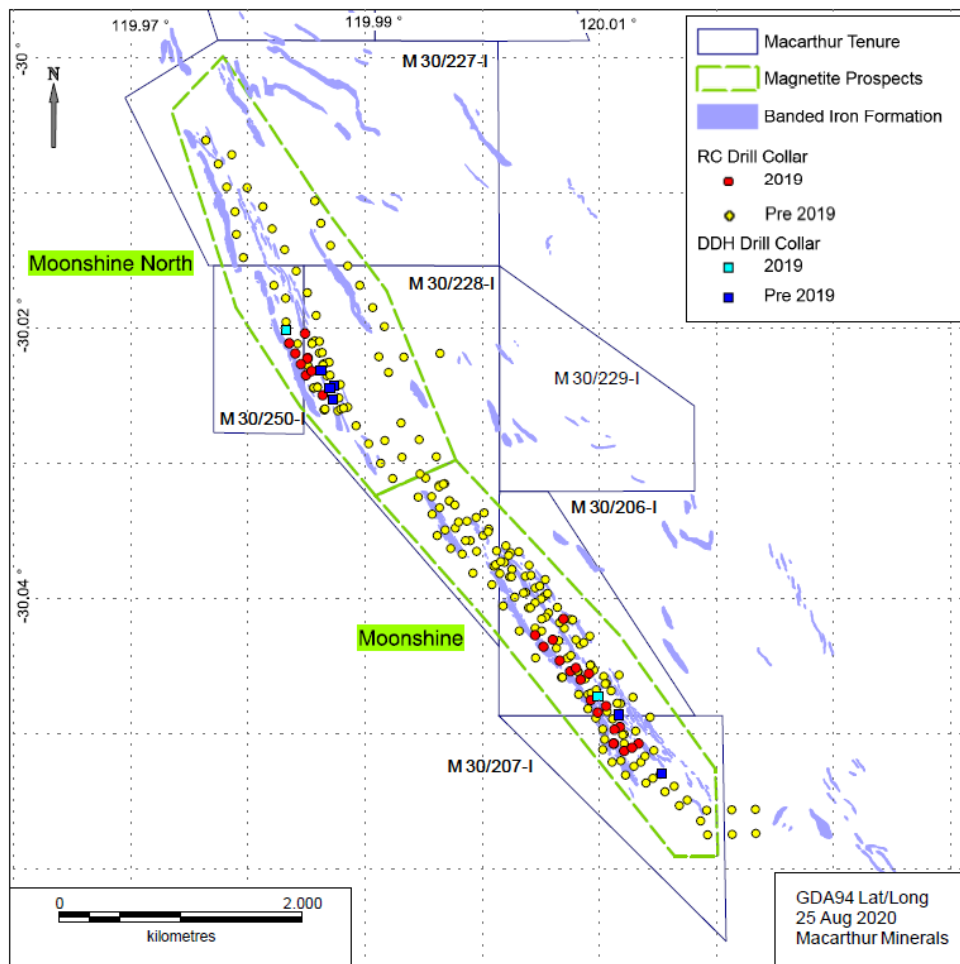 119.97 °
119.99 °
120.01 °
-30 °
N
M 30/227-I
Moonshine North
M 30/228-I
-30.02 °
M 30/229-I
M 30/250-I
M 30/206-I
-30.04 °
Moonshine
M 30/207-I
Macarthur Tenure
Magnetite Prospects
Banded Iron Formation
RC Drill Collar
2019
Pre 2019
DDH Drill Collar
2019
Pre 2019
0 2.000
kilometres
GDA94 Lat/Long
25 Aug 2020
Macarthur Minerals